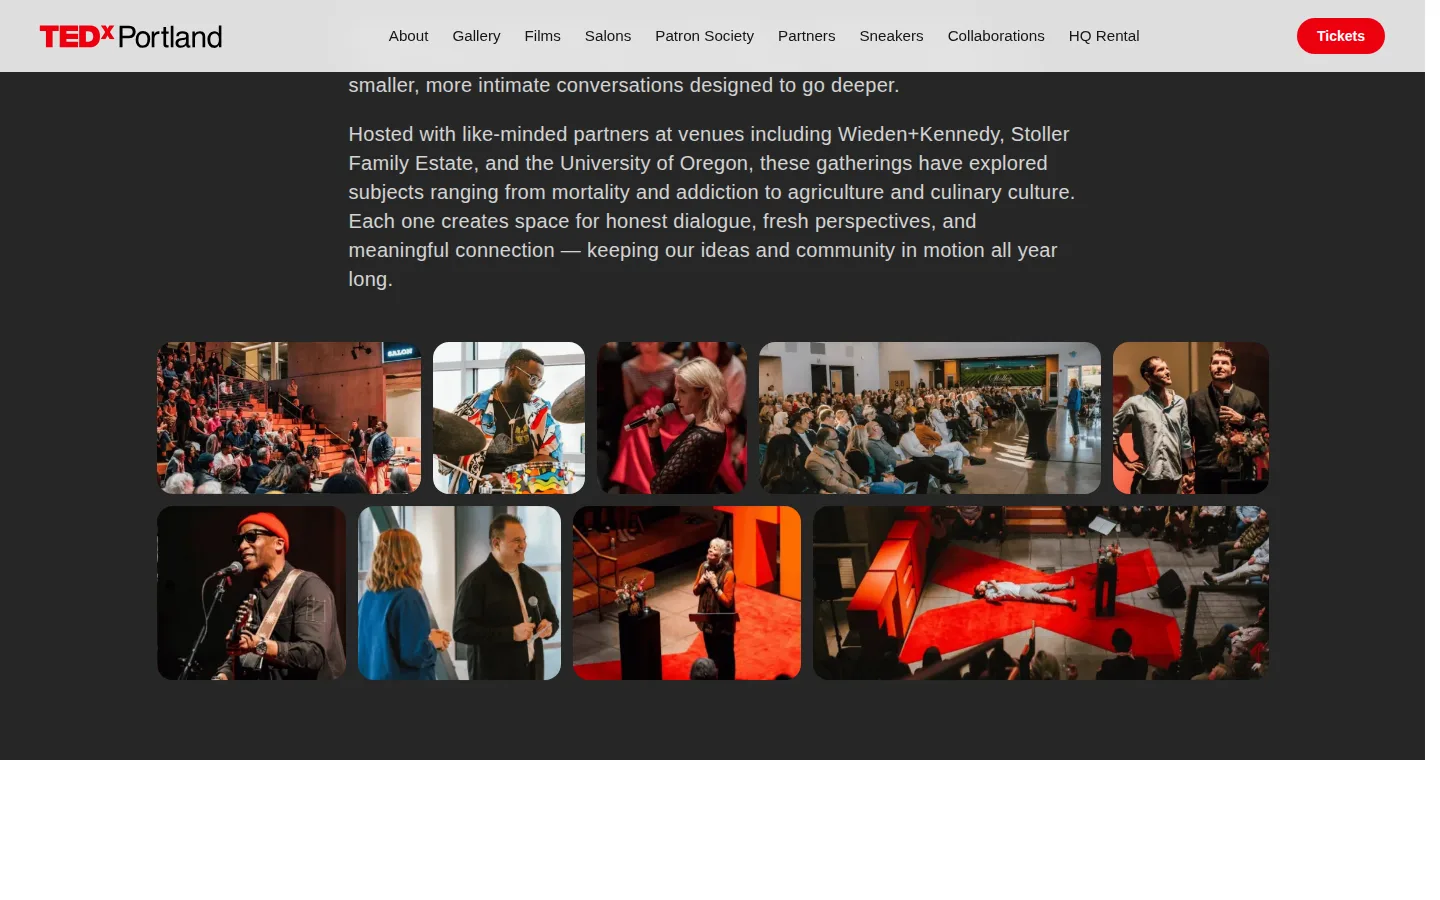 TEDx Portland
About Gallery Films Salons Patron Society Partners Sneakers Collaborations HQ Rental
Tickets
smaller, more intimate conversations designed to go deeper.
Hosted with like-minded partners at venues including Wieden+Kennedy, Stoller
Family Estate, and the University of Oregon, these gatherings have explored
subjects ranging from mortality and addiction to agriculture and culinary culture.
Each one creates space for honest dialogue, fresh perspectives, and
meaningful connection — keeping our ideas and community in motion all year
long.
SALON